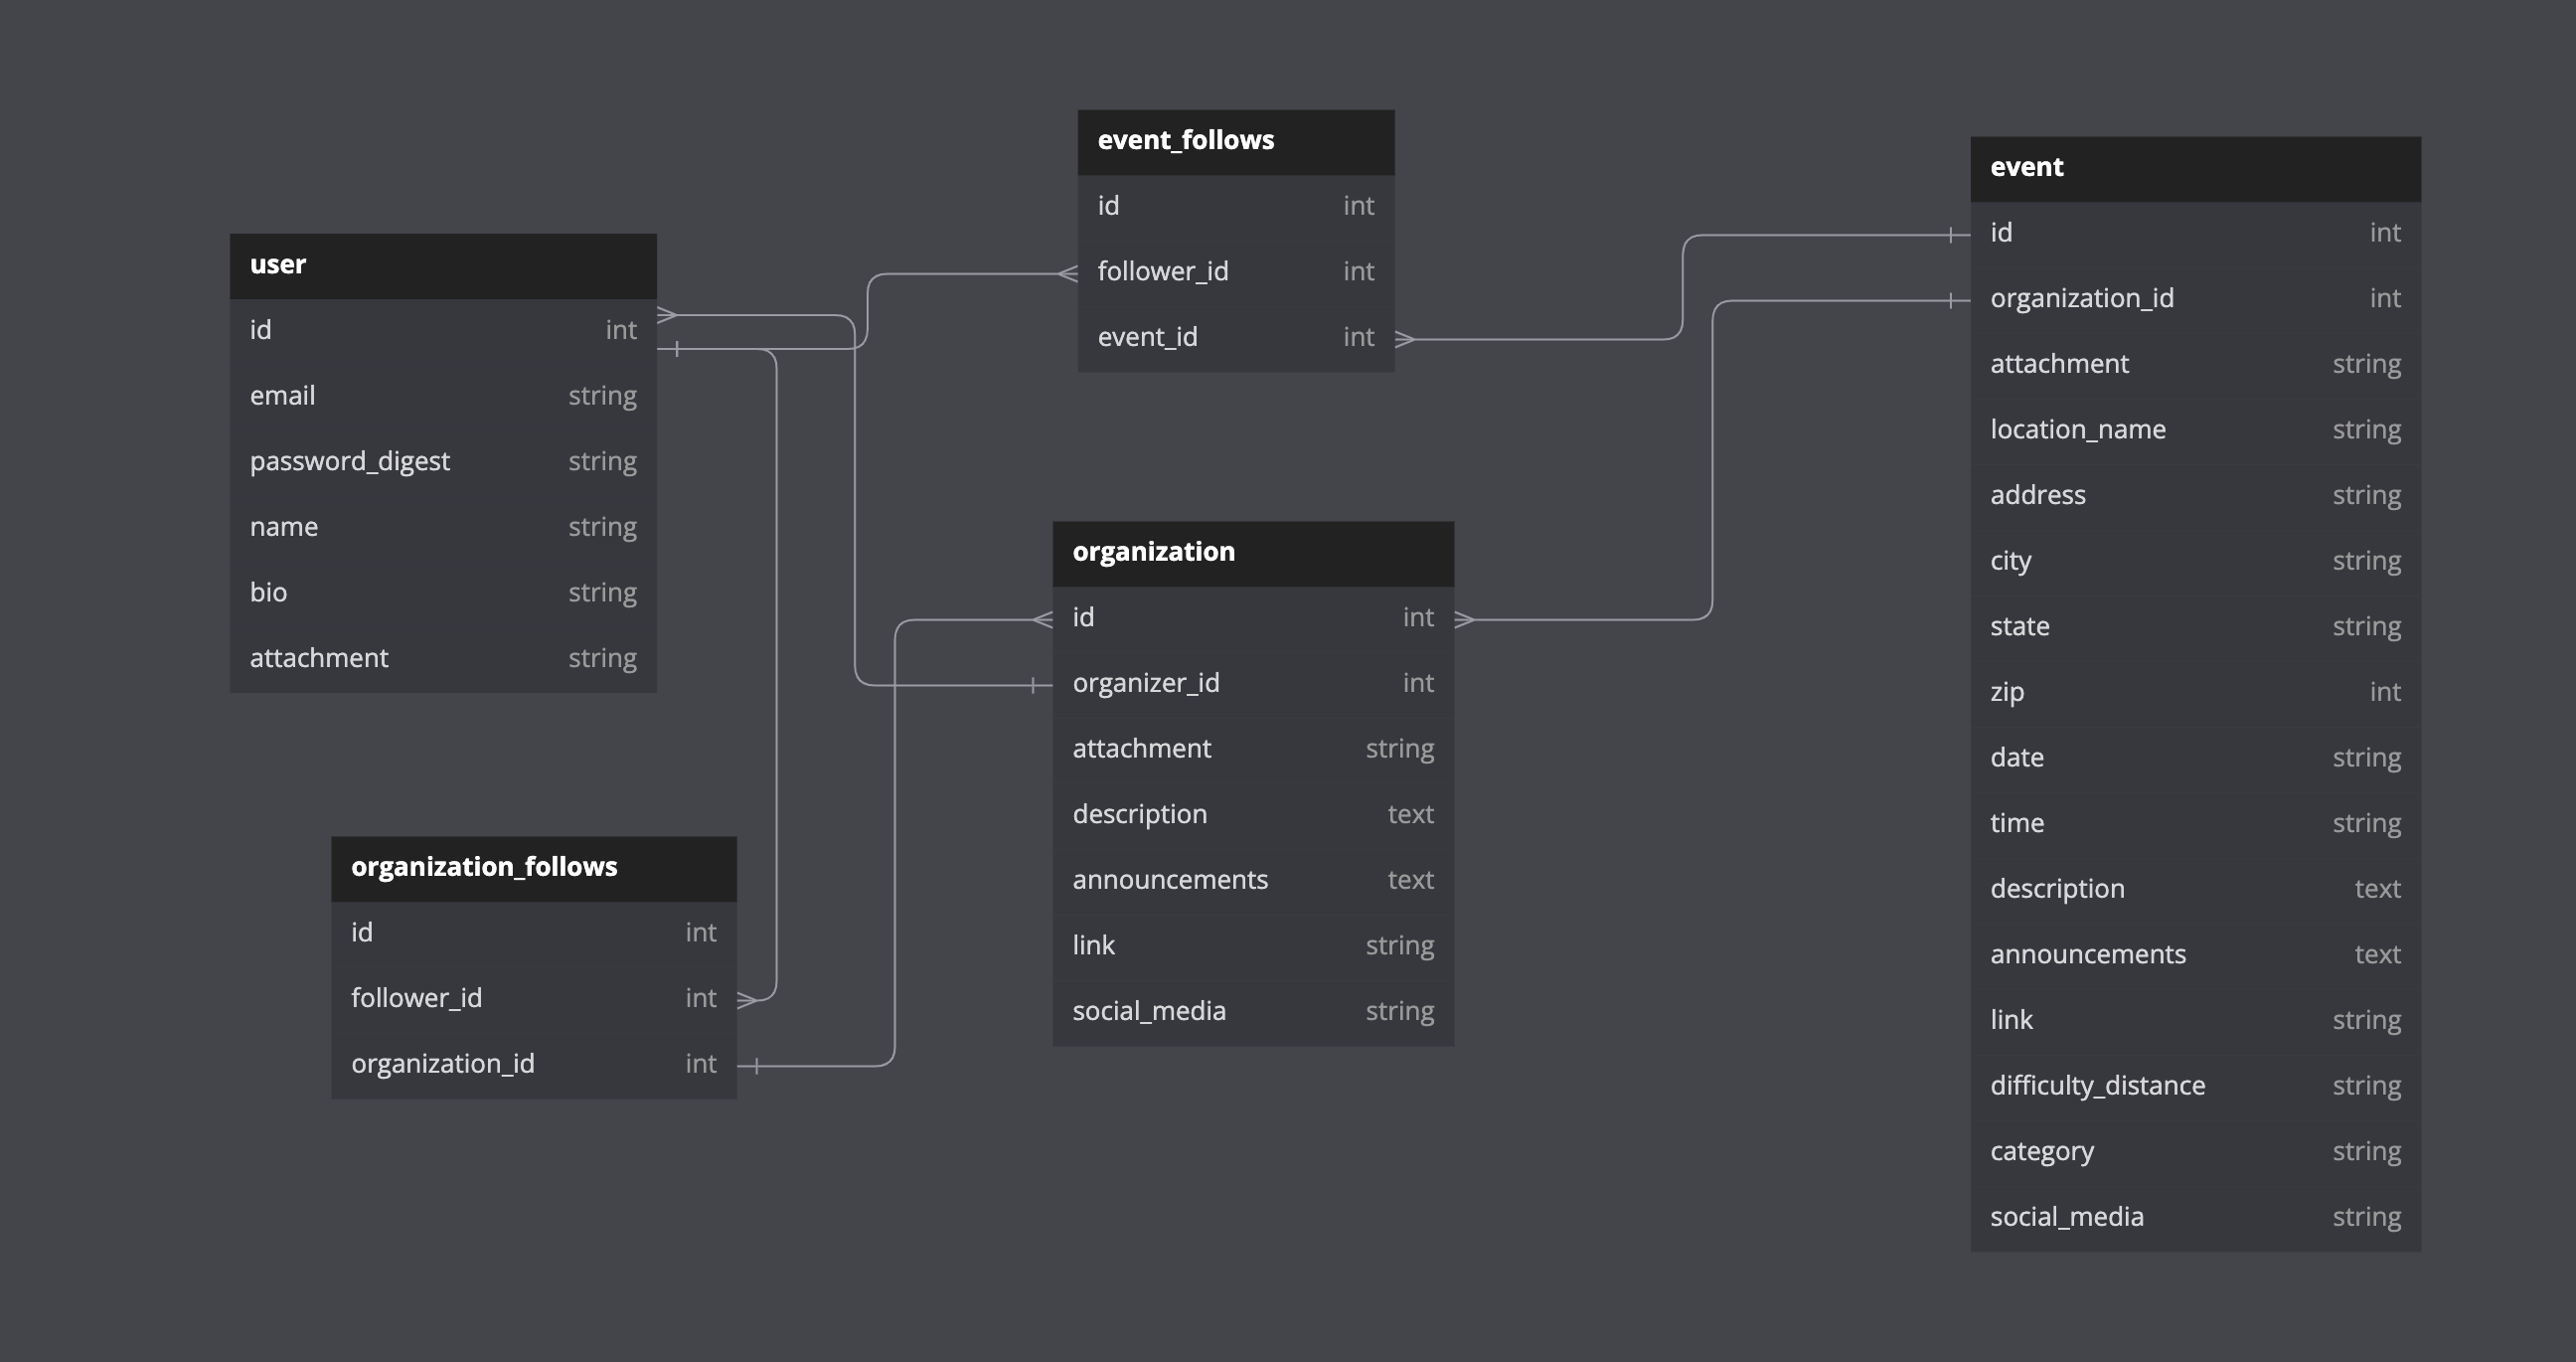 event_follows
id int
follower_id int
event_id int
user
id int
email string
password_digest string
name string
bio string
attachment string
organization_follows
id int
follower_id int
organization_id int
organization
id int
organizer_id int
attachment string
description text
announcements text
link string
social_media string
event
id int
organization_id int
attachment string
location_name string
address string
city string
state string
zip int
date string
time string
description text
announcements text
link string
difficulty_distance string
category string
social_media string